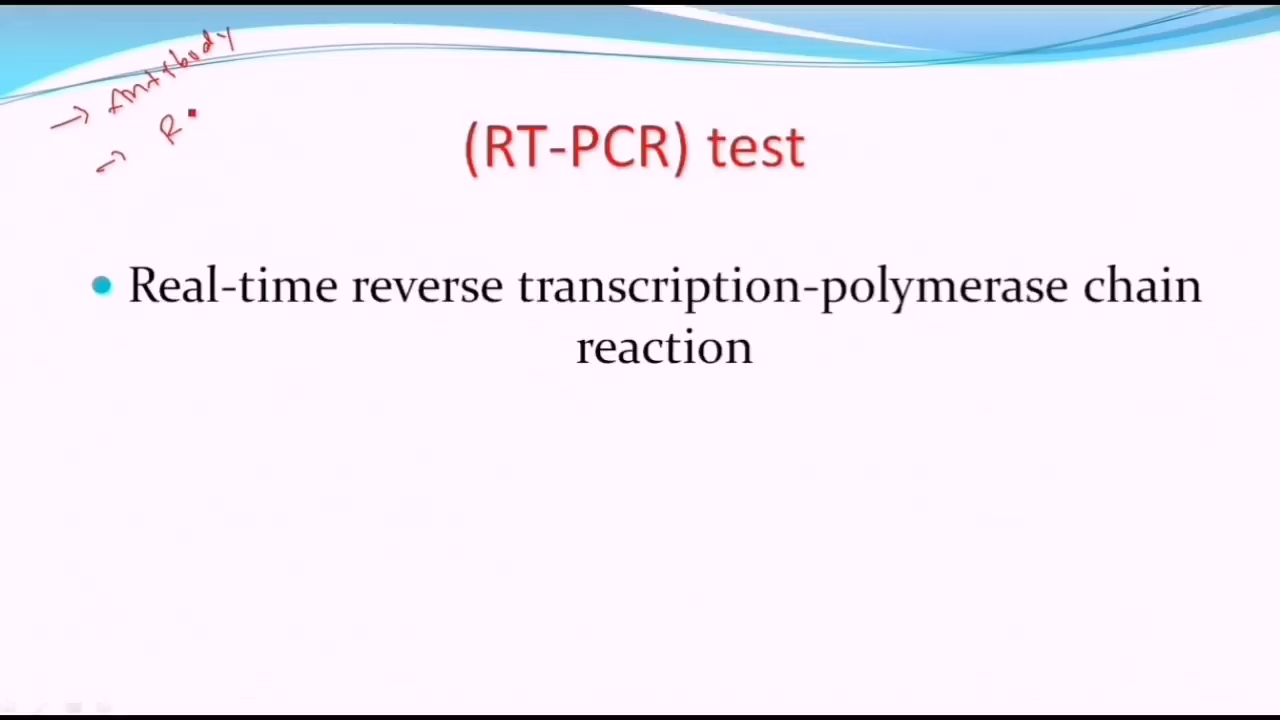 → Antibody
→ R
(RT-PCR) test
• Real-time reverse transcription-polymerase chain
reaction